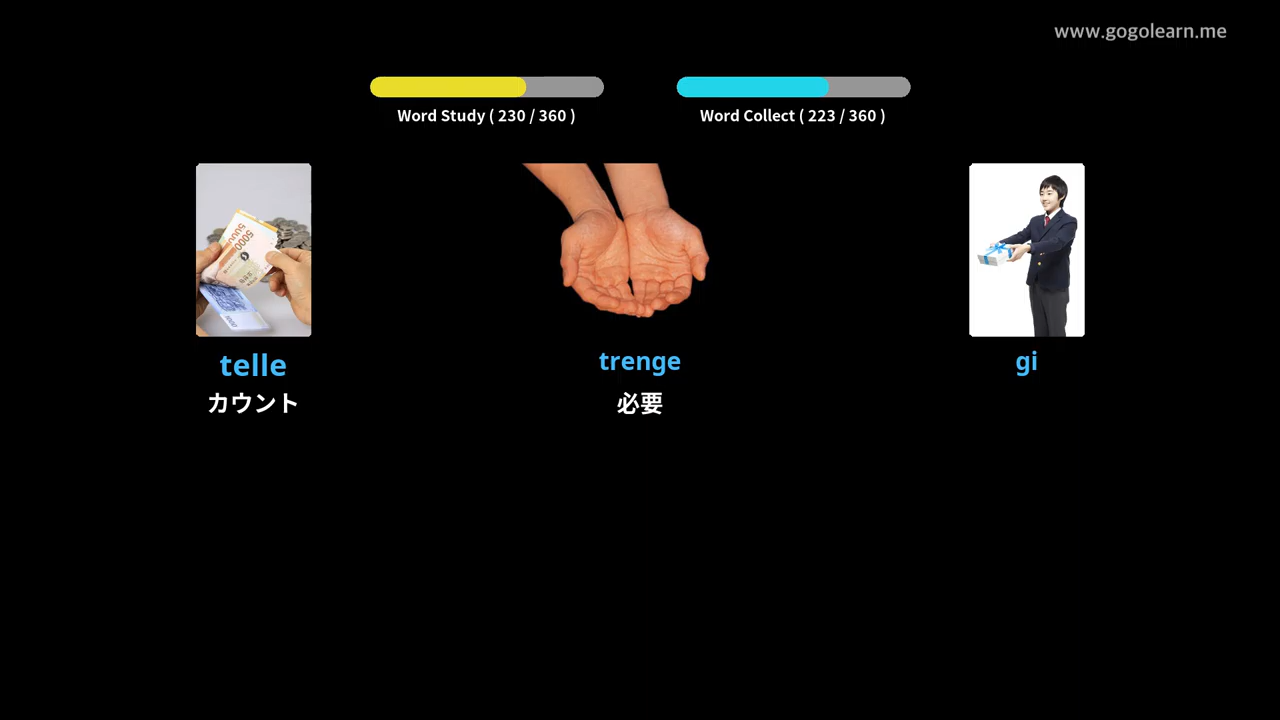 www.gogolearn.me
Word Study ( 230 / 360 )
Word Collect ( 223 / 360 )
telle
trenge
gi
カウント
必要